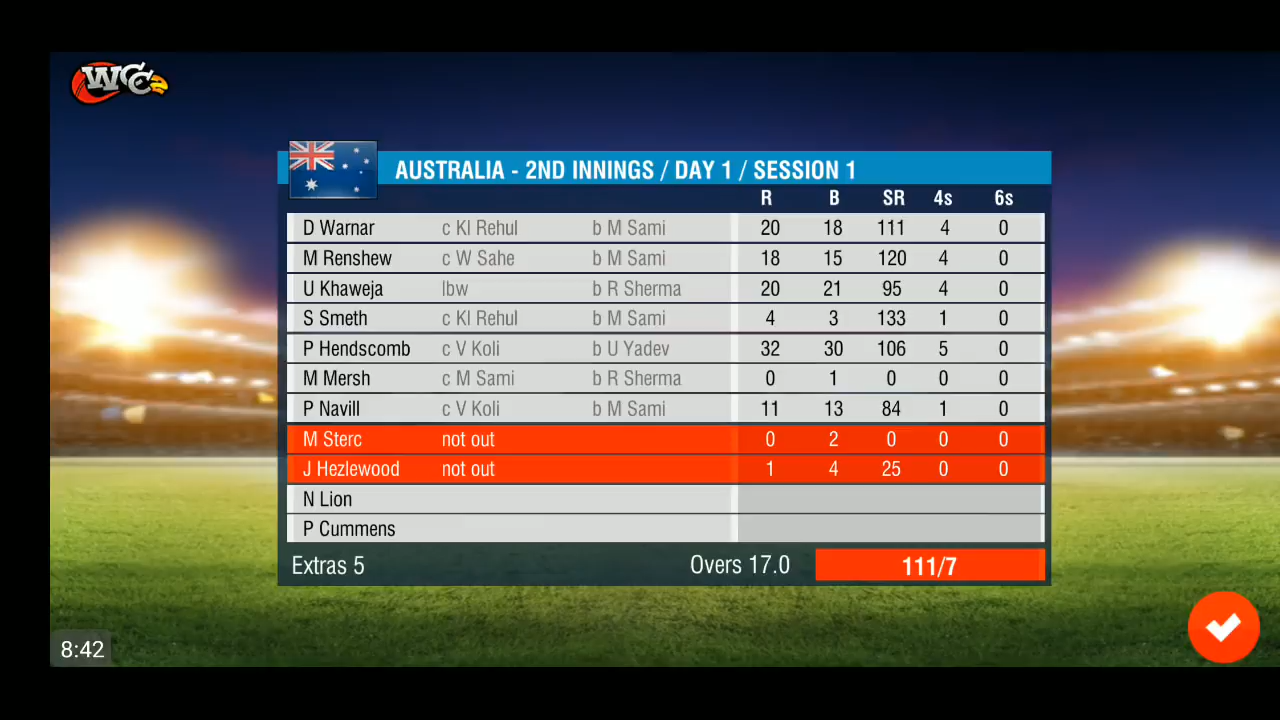 WCC
AUSTRALIA - 2ND INNINGS / DAY 1 / SESSION 1
R B SR 4s 6s
D Warnar c Kl Rehul b M Sami 20 18 111 4 0
M Renshew c W Sahe b M Sami 18 15 120 4 0
U Khaweja lbw b R Sherma 20 21 95 4 0
S Smeth c Kl Rehul b M Sami 4 3 133 1 0
P Hendscomb c V Koli b U Yadev 32 30 106 5 0
M Mersh c M Sami b R Sherma 0 1 0 0 0
P Navill c V Koli b M Sami 11 13 84 1 0
M Sterc not out 0 2 0 0 0
J Hezlewood not out 1 4 25 0 0
N Lion
P Cummens
Extras 5 Overs 17.0 111/7
8:42